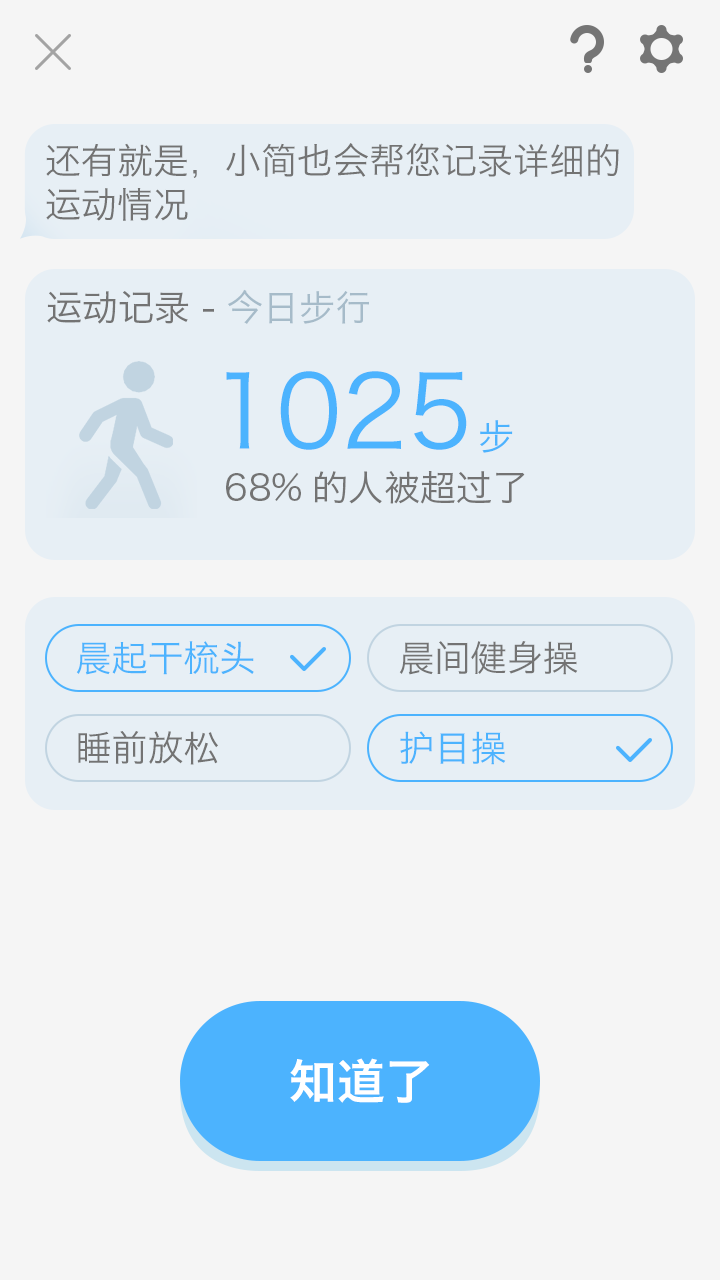 还有就是，小简也会帮您记录详细的
运动情况
运动记录 - 今日步行
1025 步
68% 的人被超过了
晨起干梳头
晨间健身操
睡前放松
护目操
知道了